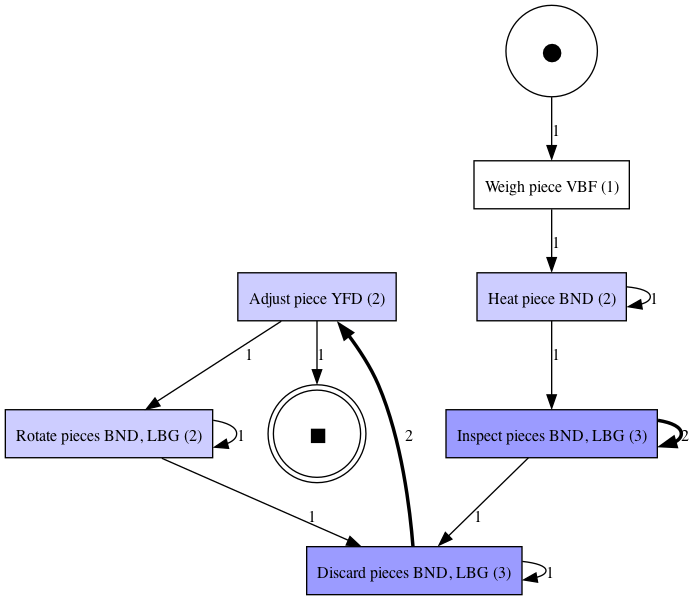 1
Weigh piece VBF (1)
1
Adjust piece YFD (2)
Heat piece BND (2)
1
1
1
1
Rotate pieces BND, LBG (2)
1
2
Inspect pieces BND, LBG (3)
2
1
1
Discard pieces BND, LBG (3)
1